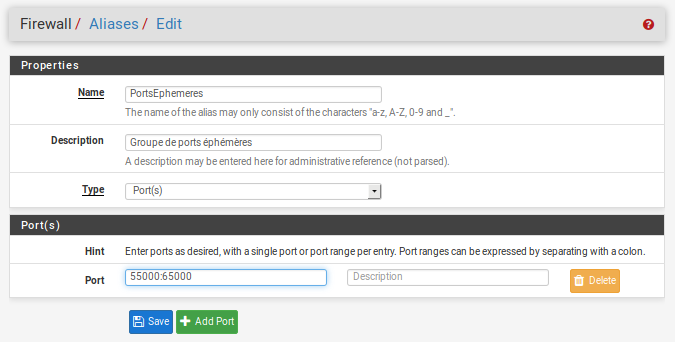 Firewall / Aliases / Edit
Properties
Name
PortsEphemeres
The name of the alias may only consist of the characters "a-z, A-Z, 0-9 and _".
Description
Groupe de ports éphémères
A description may be entered here for administrative reference (not parsed).
Type
Port(s)
Port(s)
Hint Enter ports as desired, with a single port or port range per entry. Port ranges can be expressed by separating with a colon.
Port 55000:65000 Description Delete
Save Add Port